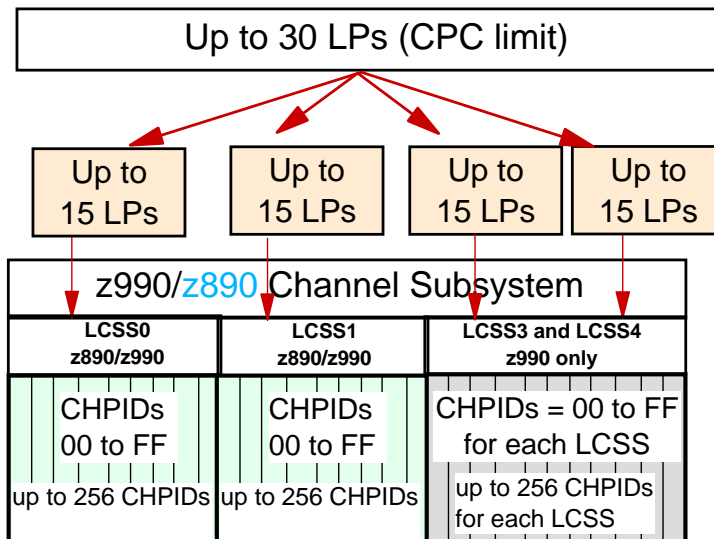 Up to 30 LPs (CPC limit)
Up to
15 LPs
Up to
15 LPs
Up to
15 LPs
Up to
15 LPs
z990/z890 Channel Subsystem
LCSS0
z890/z990
LCSS1
z890/z990
LCSS3 and LCSS4
z990 only
CHPIDs
00 to FF
up to 256 CHPIDs
CHPIDs
00 to FF
up to 256 CHPIDs
CHPIDs = 00 to FF
for each LCSS
up to 256 CHPIDs
for each LCSS